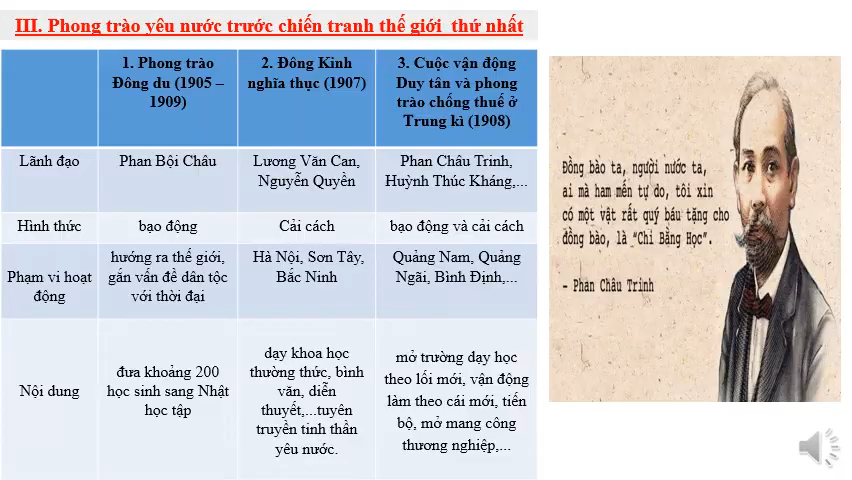 III. Phong trào yêu nước trước chiến tranh thế giới  thứ nhất
1. Phong trào
Đông du (1905 –
1909)
2. Đông Kinh
nghĩa thục (1907)
3. Cuộc vận động
Duy tân và phong
trào chống thuế ở
Trung kì (1908)
Lãnh đạo
Phan Bội Châu
Lương Văn Can,
Nguyễn Quyền
Phan Châu Trinh,
Huỳnh Thúc Kháng,...
Hình thức
bạo động
Cải cách
bạo động và cải cách
Phạm vi hoạt
động
hướng ra thế giới,
gắn vấn đề dân tộc
với thời đại
Hà Nội, Sơn Tây,
Bắc Ninh
Quảng Nam, Quảng
Ngãi, Bình Định,...
Nội dung
đưa khoảng 200
học sinh sang Nhật
học tập
dạy khoa học
thường thức, bình
văn, diễn
thuyết,...tuyên
truyền tinh thần
yêu nước.
mở trường dạy học
theo lối mới, vận động
làm theo cái mới, tiến
bộ, mở mang công
thương nghiệp,...
Đồng bào ta, người nước ta,
ai mà ham mến tự do, tôi xin
có một vật rất quý báu tặng cho
đồng bào, là "Chi Bằng Học".
- Phan Châu Trinh